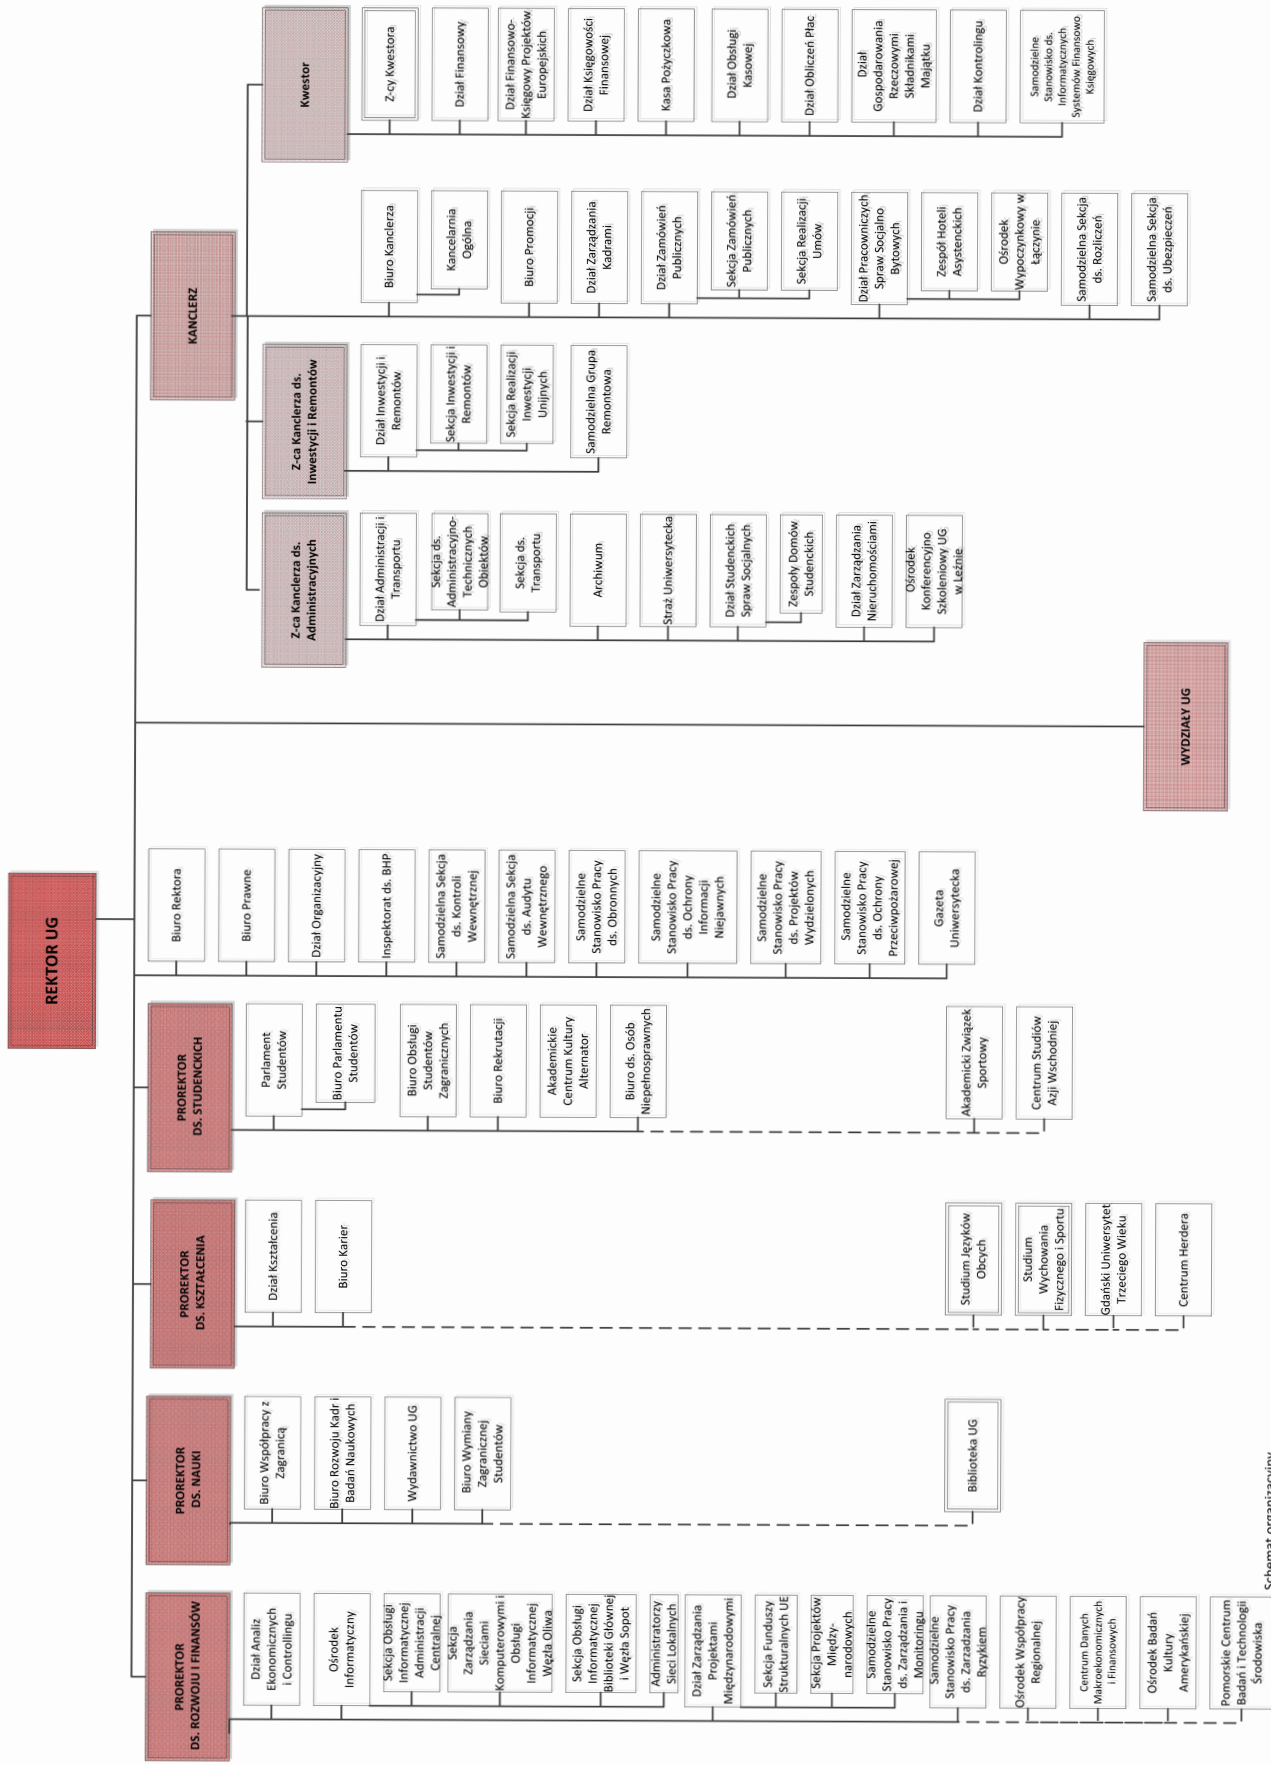 REKTOR UG
PROREKTOR
DS. ROZWOJU I FINANSÓW
Dział Analiz
Ekonomicznych
i Controllingu
Ośrodek
Informatyczny
Sekcja Obsługi
Informatycznej
Administracji
Centralnej
Sekcja
Zarządzania
Sieciami
Komputerowymi i
Obsługi
Informatycznej
Węzła Oliwa
Sekcja Obsługi
Informatycznej
Biblioteki Głównej
i Węzła Sopot
Administratorzy
Sieci Lokalnych
Dział Zarządzania
Projektami
Międzynarodowymi
Sekcja Funduszy
Strukturalnych UE
Sekcja Projektów
Między-
narodowych
Samodzielne
Stanowisko Pracy
ds. Zarządzania i
Monitoringu
Samodzielne
Stanowisko Pracy
ds. Zarzadzania
Ryzykiem
Ośrodek Współpracy
Regionalnej
Centrum Danych
Makroekonomicznych
i Finansowych
Ośrodek Badań
Kultury
Amerykańskiej
Pomorskie Centrum
Badań i Technologii
Środowiska
PROREKTOR
DS. NAUKI
Biuro Współpracy z
Zagranicą
Biuro Rozwoju Kadr i
Badań Naukowych
Wydawnictwo UG
Biuro Wymiany
Zagranicznej
Studentów
Biblioteka UG
PROREKTOR
DS. KSZTAŁCENIA
Dział Kształcenia
Biuro Karier
Studium Języków
Obcych
Studium
Wychowania
Fizycznego i Sportu
Gdański Uniwersytet
Trzeciego Wieku
Centrum Herdera
PROREKTOR
DS. STUDENCKICH
Parlament
Studentów
Biuro Parlamentu
Studentów
Biuro Obsługi
Studentów
Zagranicznych
Biuro Rekrutacji
Akademickie
Centrum Kultury
Alternator
Biuro ds. Osób
Niepełnosprawnych
Akademicki Związek
Sportowy
Centrum Studiów
Azji Wschodniej
Biuro Rektora
Biuro Prawne
Dział Organizacyjny
Inspektorat ds. BHP
Samodzielna Sekcja
ds. Kontroli
Wewnętrznej
Samodzielna Sekcja
ds. Audytu
Wewnętrznego
Samodzielne
Stanowisko Pracy
ds. Obronnych
Samodzielne
Stanowisko Pracy
ds. Ochrony
Informacji
Niejawnych
Samodzielne
Stanowisko Pracy
ds. Projektów
Wydzielonych
Samodzielne
Stanowisko Pracy
ds. Ochrony
Przeciwpożarowej
Gazeta
Uniwersytecka
WYDZIAŁY UG
KANCLERZ
Z-ca Kanclerza ds.
Administracyjnych
Dział Administracji i
Transportu
Sekcja ds.
Administracyjno-
Technicznych
Obiektów
Sekcja ds.
Transportu
Archiwum
Straż Uniwersytecka
Dział Studenckich
Spraw Socjalnych
Zespoły Domów
Studenckich
Dział Zarządzania
Nieruchomościami
Ośrodek
Konferencyjno
Szkoleniowy UG
w Leźnie
Z-ca Kanclerza ds.
Inwestycji i Remontów
Dział Inwestycji i
Remontów
Sekcja Inwestycji i
Remontów
Sekcja Realizacji
Inwestycji
Unijnych
Samodzielna Grupa
Remontowa
Biuro Kanclerza
Kancelarnia
Ogólna
Biuro Promocji
Dział Zarządzania
Kadrami
Dział Zamówień
Publicznych
Sekcja Zamówień
Publicznych
Sekcja Realizacji
Umów
Dział Pracowniczych
Spraw Socjalno
Bytowych
Zespół Hoteli
Asystenckich
Ośrodek
Wypoczynkowy w
Łączynie
Samodzielna Sekcja
ds. Rozliczeń
Samodzielna Sekcja
ds. Ubezpieczeń
Kwestor
Z-cy Kwestora
Dział Finansowy
Dział Finansowo-
Księgowy Projektów
Europejskich
Dział Księgowości
Finansowej
Kasa Pożyczkowa
Dział Obsługi
Kasowej
Dział Obliczeń Płac
Dział
Gospodarowania
Rzeczowymi
Składnikami
Majątku
Dział Kontrolingu
Samodzielne
Stanowisko ds.
Informatycznych
Systemów Finansowo
Księgowych
Schemat organizacyjny